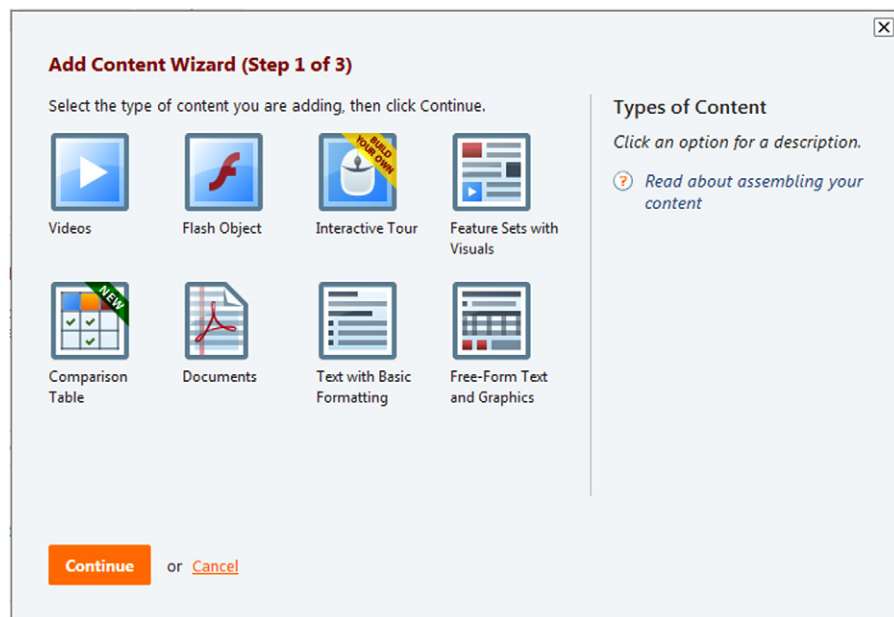 Add Content Wizard (Step 1 of 3)
Select the type of content you are adding, then click Continue.
BUILD
YOUR OWN
Videos
Flash Object
Interactive Tour
Feature Sets with
Visuals
NEW
Comparison
Table
Documents
Text with Basic
Formatting
Free-Form Text
and Graphics
Types of Content
Click an option for a description.
? Read about assembling your
content
Continue or Cancel